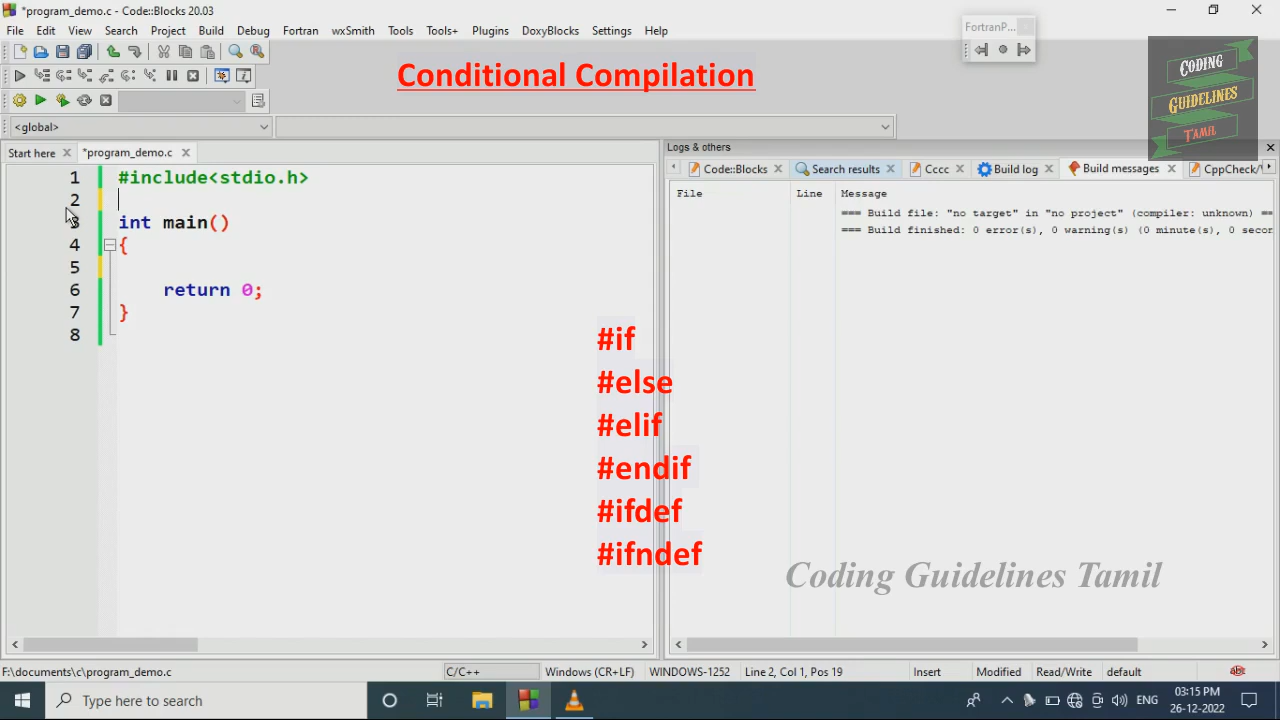 *program_demo.c - Code::Blocks 20.03
File Edit View Search Project Build Debug Fortran wxSmith Tools Tools+ Plugins DoxyBlocks Settings Help
FortranP...
Conditional Compilation
CODING
GUIDELINES
TAMIL
<global>
Start here *program_demo.c
Logs & others
Code::Blocks Search results Cccc Build log Build messages CppCheck/
File Line Message
=== Build file: "no target" in "no project" (compiler: unknown) ==
=== Build finished: 0 error(s), 0 warning(s) (0 minute(s), 0 secon
1 #include<stdio.h>
2
3 int main()
4 {
5
6 return 0;
7 }
8
#if
#else
#elif
#endif
#ifdef
#ifndef
Coding Guidelines Tamil
F:\documents\c\program_demo.c C/C++ Windows (CR+LF) WINDOWS-1252 Line 2, Col 1, Pos 19 Insert Modified Read/Write default
Type here to search
ENG
03:15 PM
26-12-2022